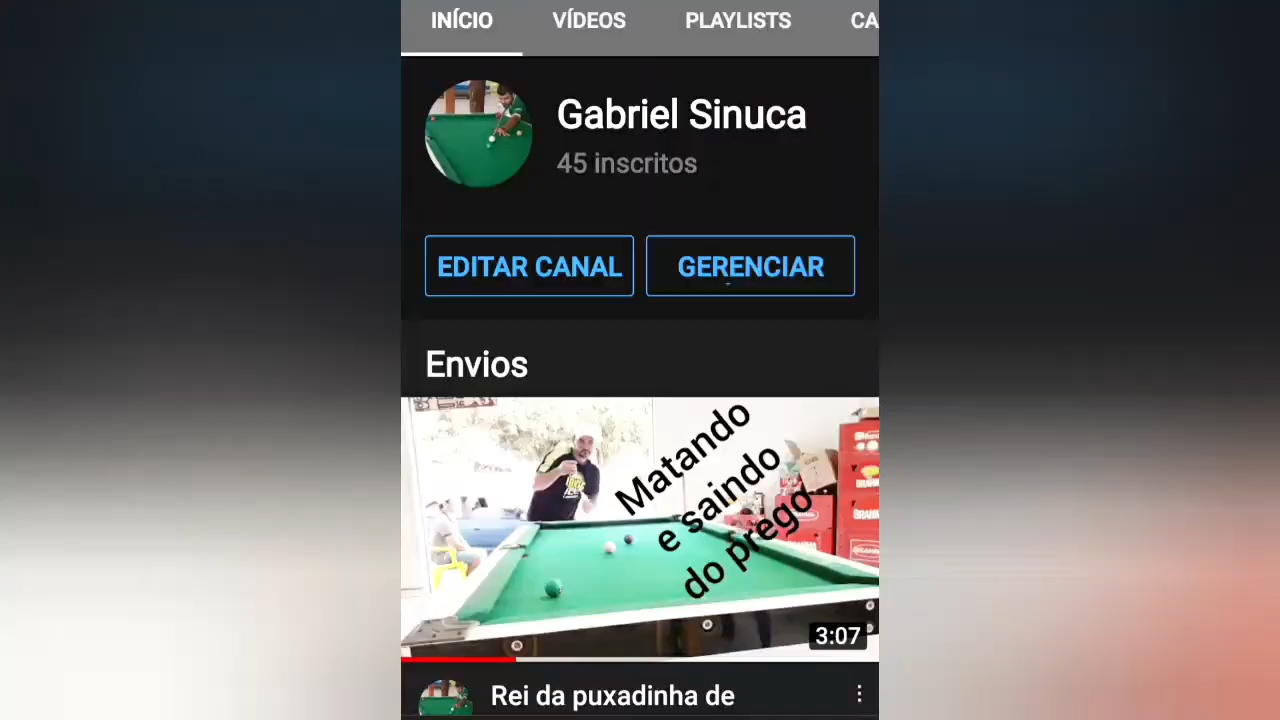 INÍCIO VÍDEOS PLAYLISTS CA
Gabriel Sinuca
45 inscritos
EDITAR CANAL GERENCIAR
Envios
Matando
e saindo
do prego
BRAHMA
3:07
Rei da puxadinha de